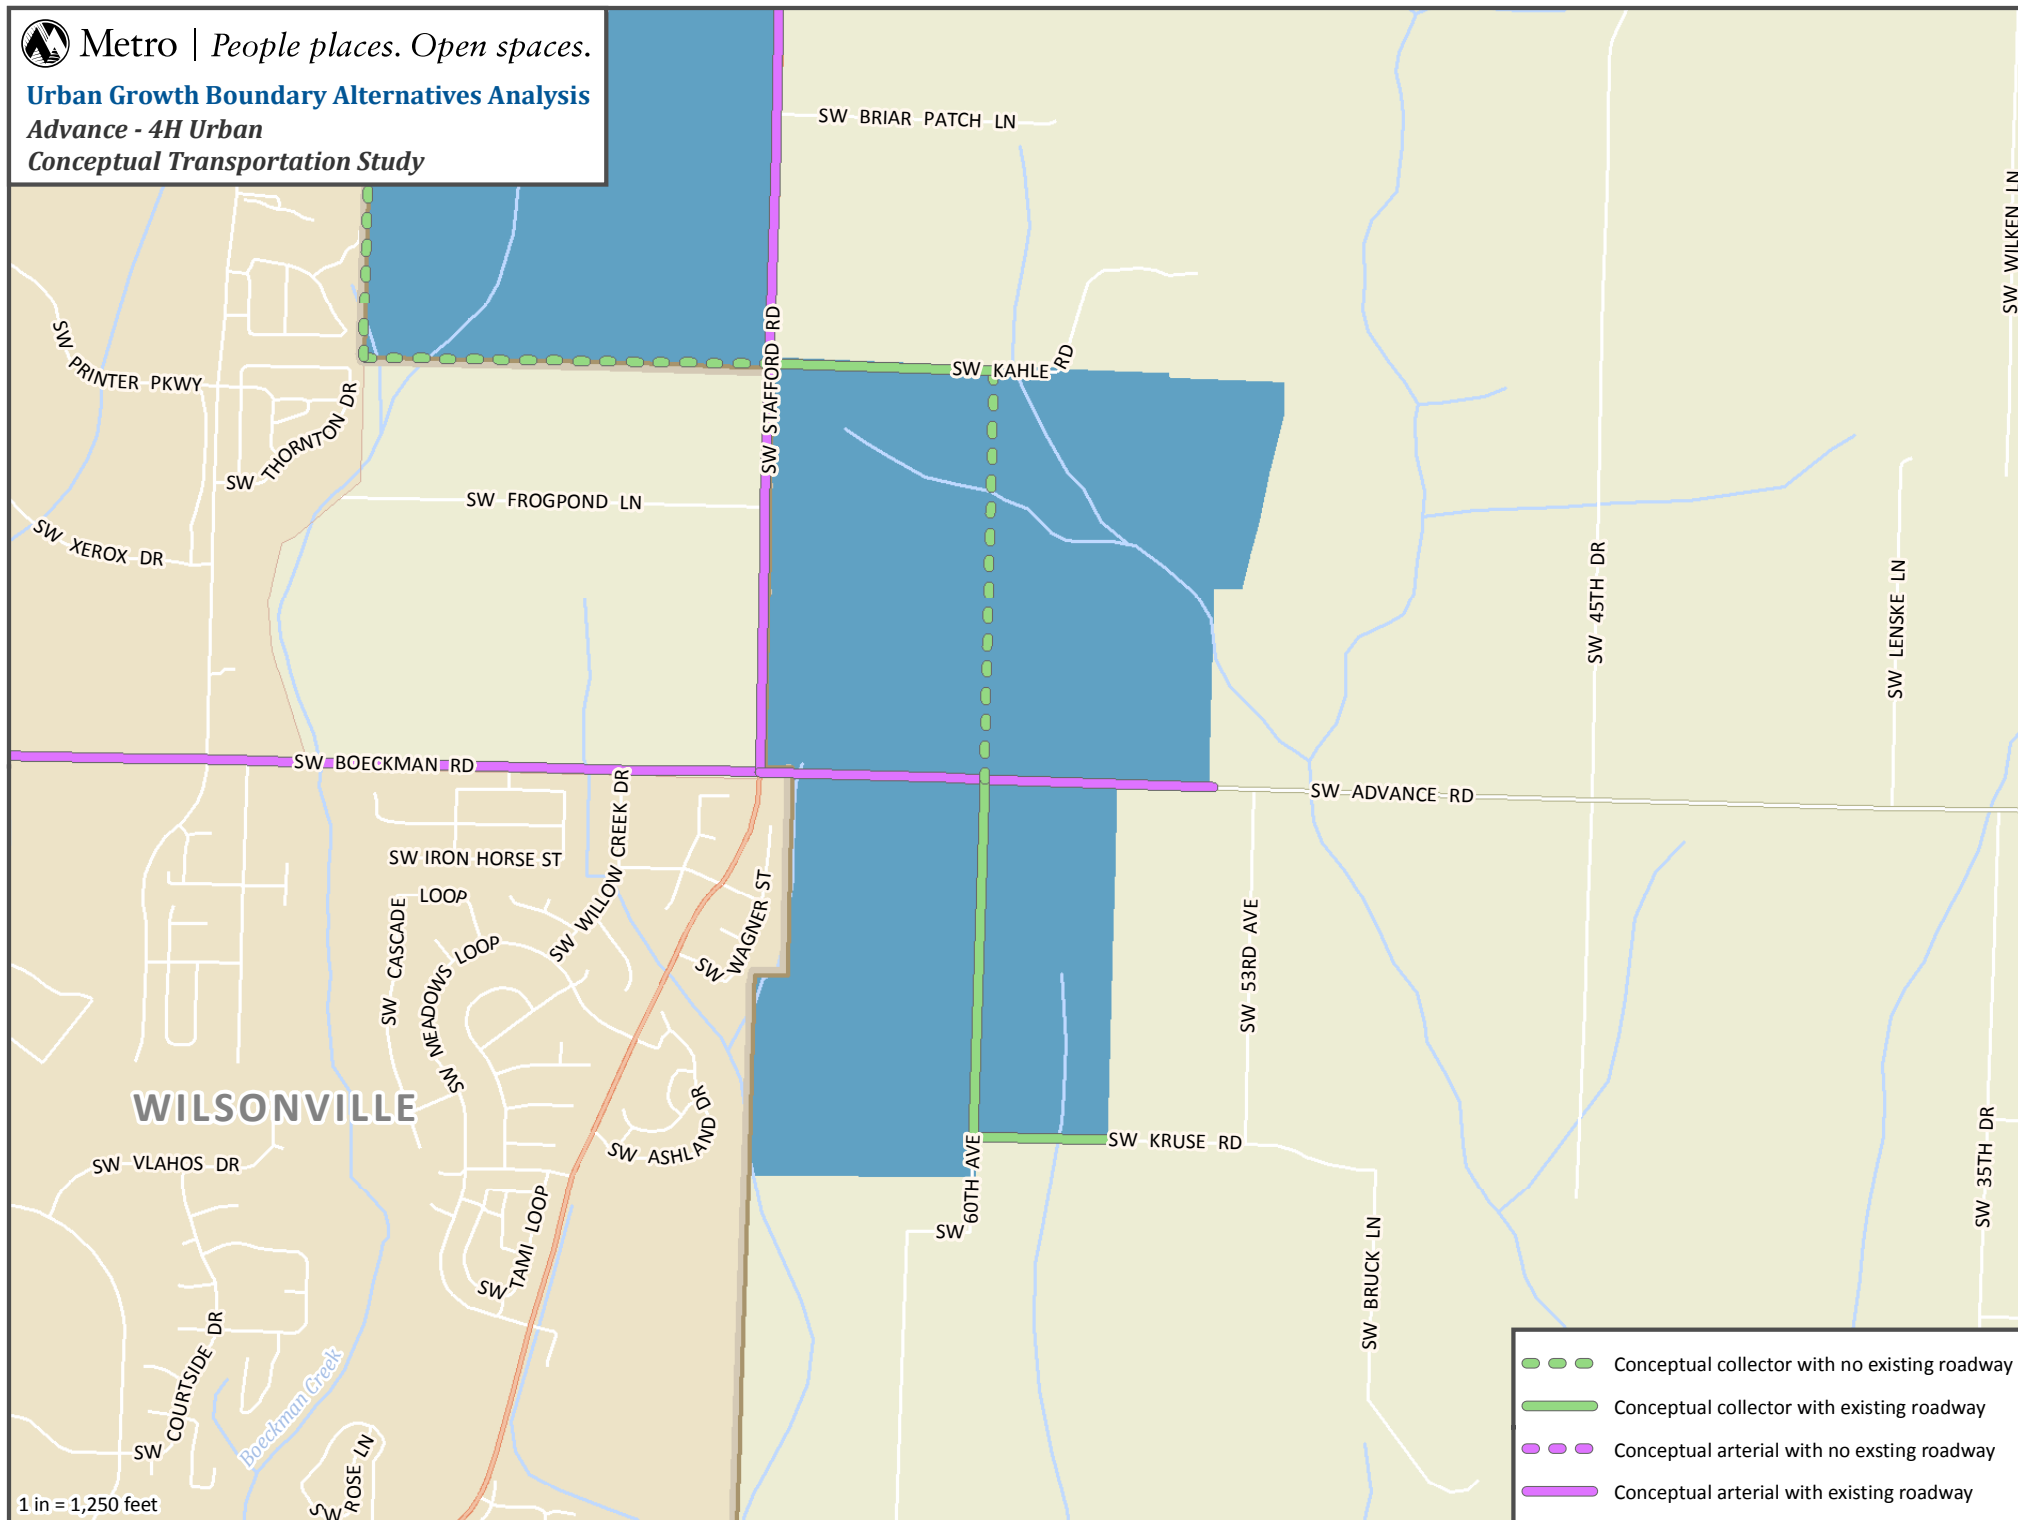 Metro | People places. Open spaces.
Urban Growth Boundary Alternatives Analysis
Advance - 4H Urban
Conceptual Transportation Study
SW BRIAR PATCH LN
SW WILKEN LN
SW PRINTER PKWY
SW THORNTON DR
SW STAFFORD RD
SW KAHLE RD
SW FROGPOND LN
SW XEROX DR
SW 45TH DR
SW LENSKE LN
SW BOECKMAN RD
SW ADVANCE RD
SW IRON HORSE ST
SW WILLOW CREEK DR
SW CASCADE LOOP
SW MEADOWS LOOP
SW WAGNER ST
SW 53RD AVE
WILSONVILLE
SW ASHLAND DR
SW KRUSE RD
SW VLAHOS DR
SW 60TH AVE
SW 35TH DR
SW TAMI LOOP
SW BRUCK LN
SW COURTSIDE DR
Boeckman Creek
SW ROSE LN
1 in = 1,250 feet
Conceptual collector with no existing roadway
Conceptual collector with existing roadway
Conceptual arterial with no exsting roadway
Conceptual arterial with existing roadway